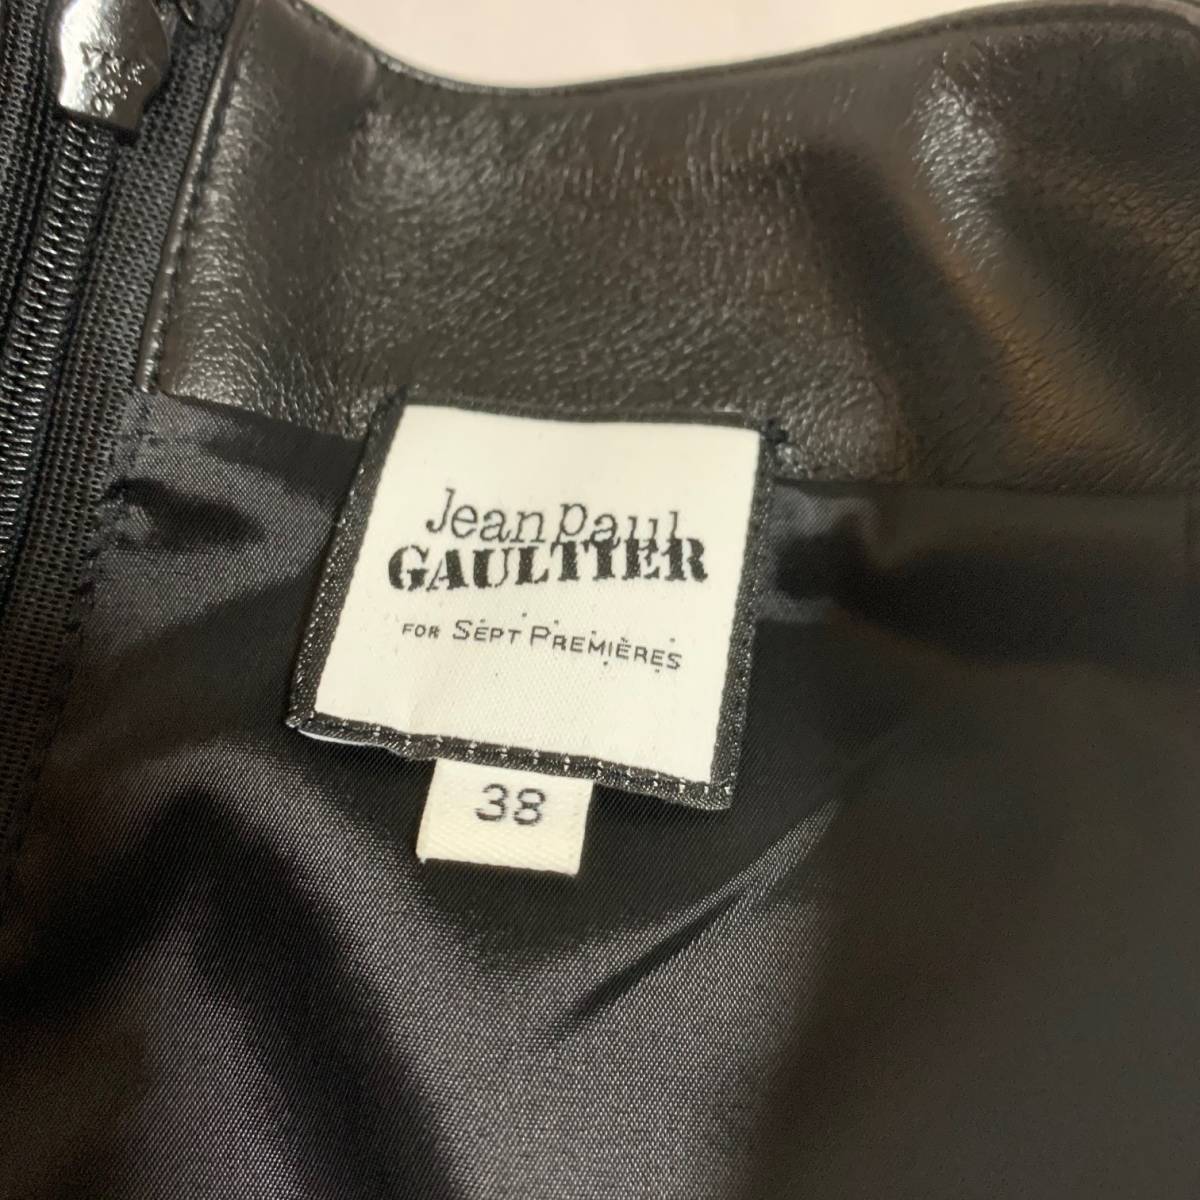 Jean Paul
GAULTIER
FOR SEPT PREMIÈRES
38